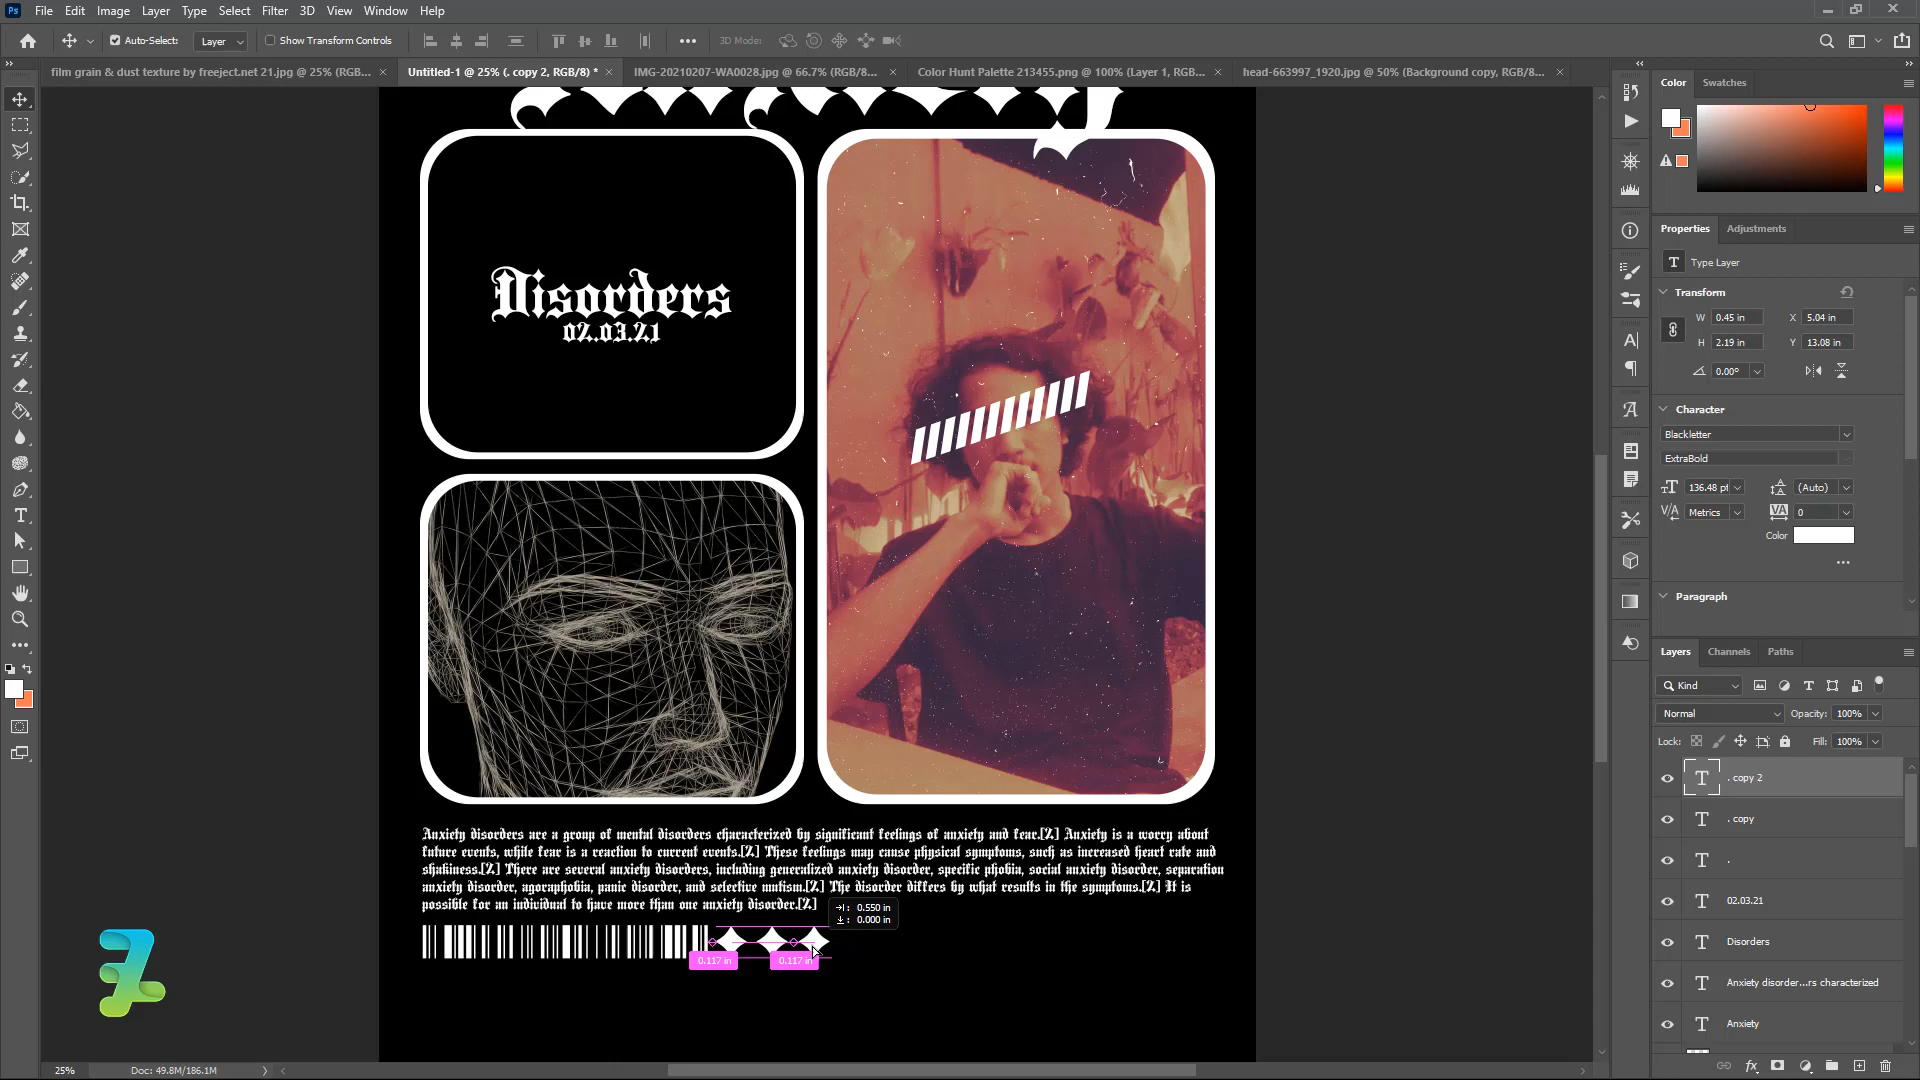 Ps File Edit Image Layer Type Select Filter 3D View Window Help
Auto-Select: Layer Show Transform Controls 3D Mode:
film grain & dust texture by freeject.net 21.jpg @ 25% (RGB... × Untitled-1 @ 25% (. copy 2, RGB/8) * × IMG-20210207-WA0028.jpg @ 66.7% (RGB/8... × Color Hunt Palette 213455.png @ 100% (Layer 1, RGB... × head-663997_1920.jpg @ 50% (Background copy, RGB/8... ×
Color Swatches
Disorders
02.03.21
Anxiety disorders are a group of mental disorders characterized by significant feelings of anxiety and fear.[2] Anxiety is a worry about
future events, while fear is a reaction to current events.[2] These feelings may cause physical symptoms, such as increased heart rate and
shakiness.[2] There are several anxiety disorders, including generalized anxiety disorder, specific phobia, social anxiety disorder, separation
anxiety disorder, agoraphobia, panic disorder, and selective mutism.[2] The disorder differs by what results in the symptoms.[2] It is
possible for an individual to have more than one anxiety disorder.[2]
0.550 in
0.000 in
0.117 in 0.117 in
Properties Adjustments
Type Layer
Transform
W 0.45 in X 5.04 in
H 2.19 in Y 13.08 in
0.00°
Character
Blackletter
ExtraBold
136.48 pt (Auto)
Metrics 0
Color
Paragraph
Layers Channels Paths
Kind
Normal Opacity: 100%
Lock: Fill: 100%
. copy 2
. copy
.
02.03.21
Disorders
Anxiety disorder...rs characterized
Anxiety
25% Doc: 49.8M/186.1M